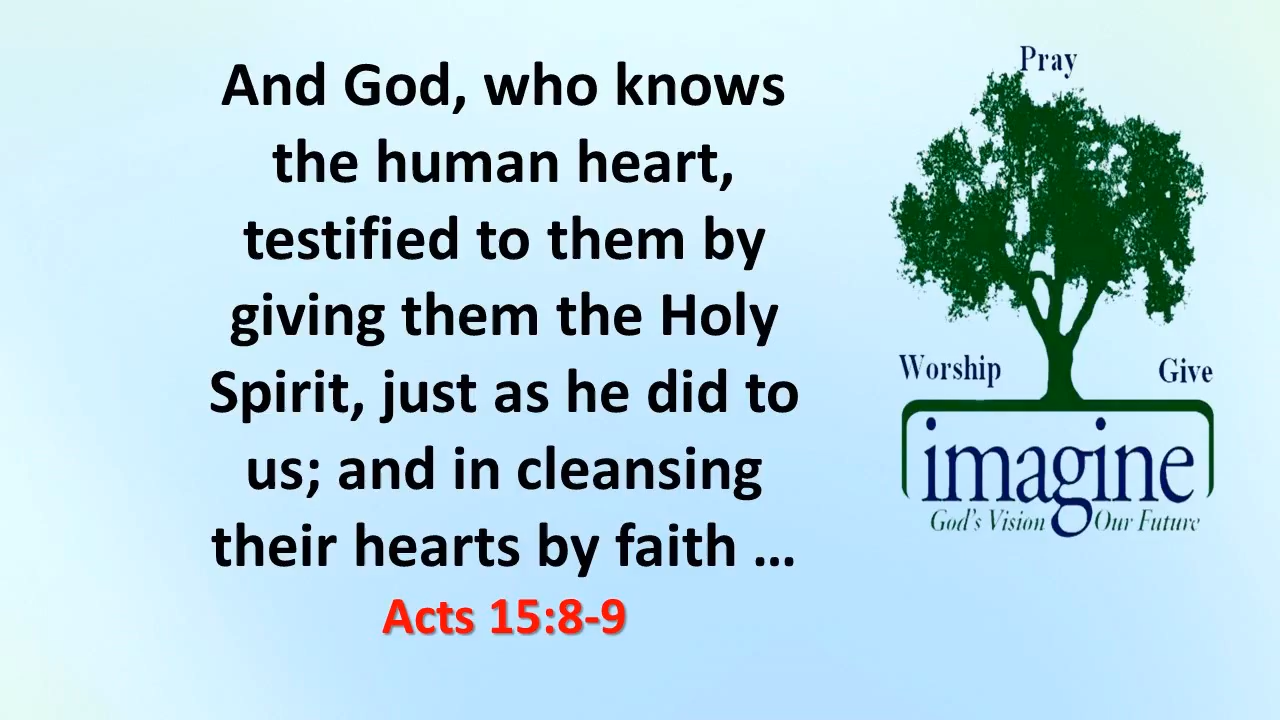 And God, who knows
the human heart,
testified to them by
giving them the Holy
Spirit, just as he did to
us; and in cleansing
their hearts by faith …
Acts 15:8-9
Pray
Worship
Give
imagine
God's Vision Our Future